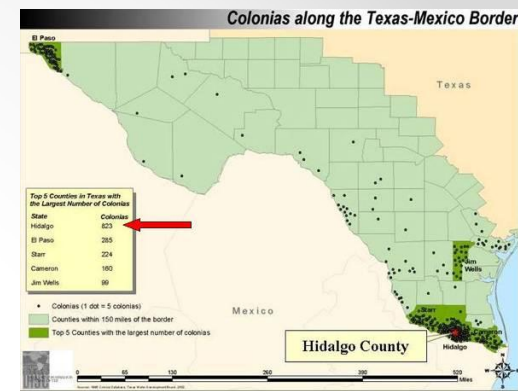 Colonias along the Texas-Mexico Border
El Paso
Texas
Top 5 Counties in Texas with
the Largest Number of Colonias
State Colonias
Hidalgo 823
El Paso 285
Starr 224
Cameron
Jim Wells
Jim
Wells
Colonias (1 dot = 5 colonias)
Counties within 150 miles of the border
Top 5 Counties with the largest number of colonias
Mexico
Starr
Cameron
Hidalgo County
Hidalgo
0 65 130 260 390 520
Miles